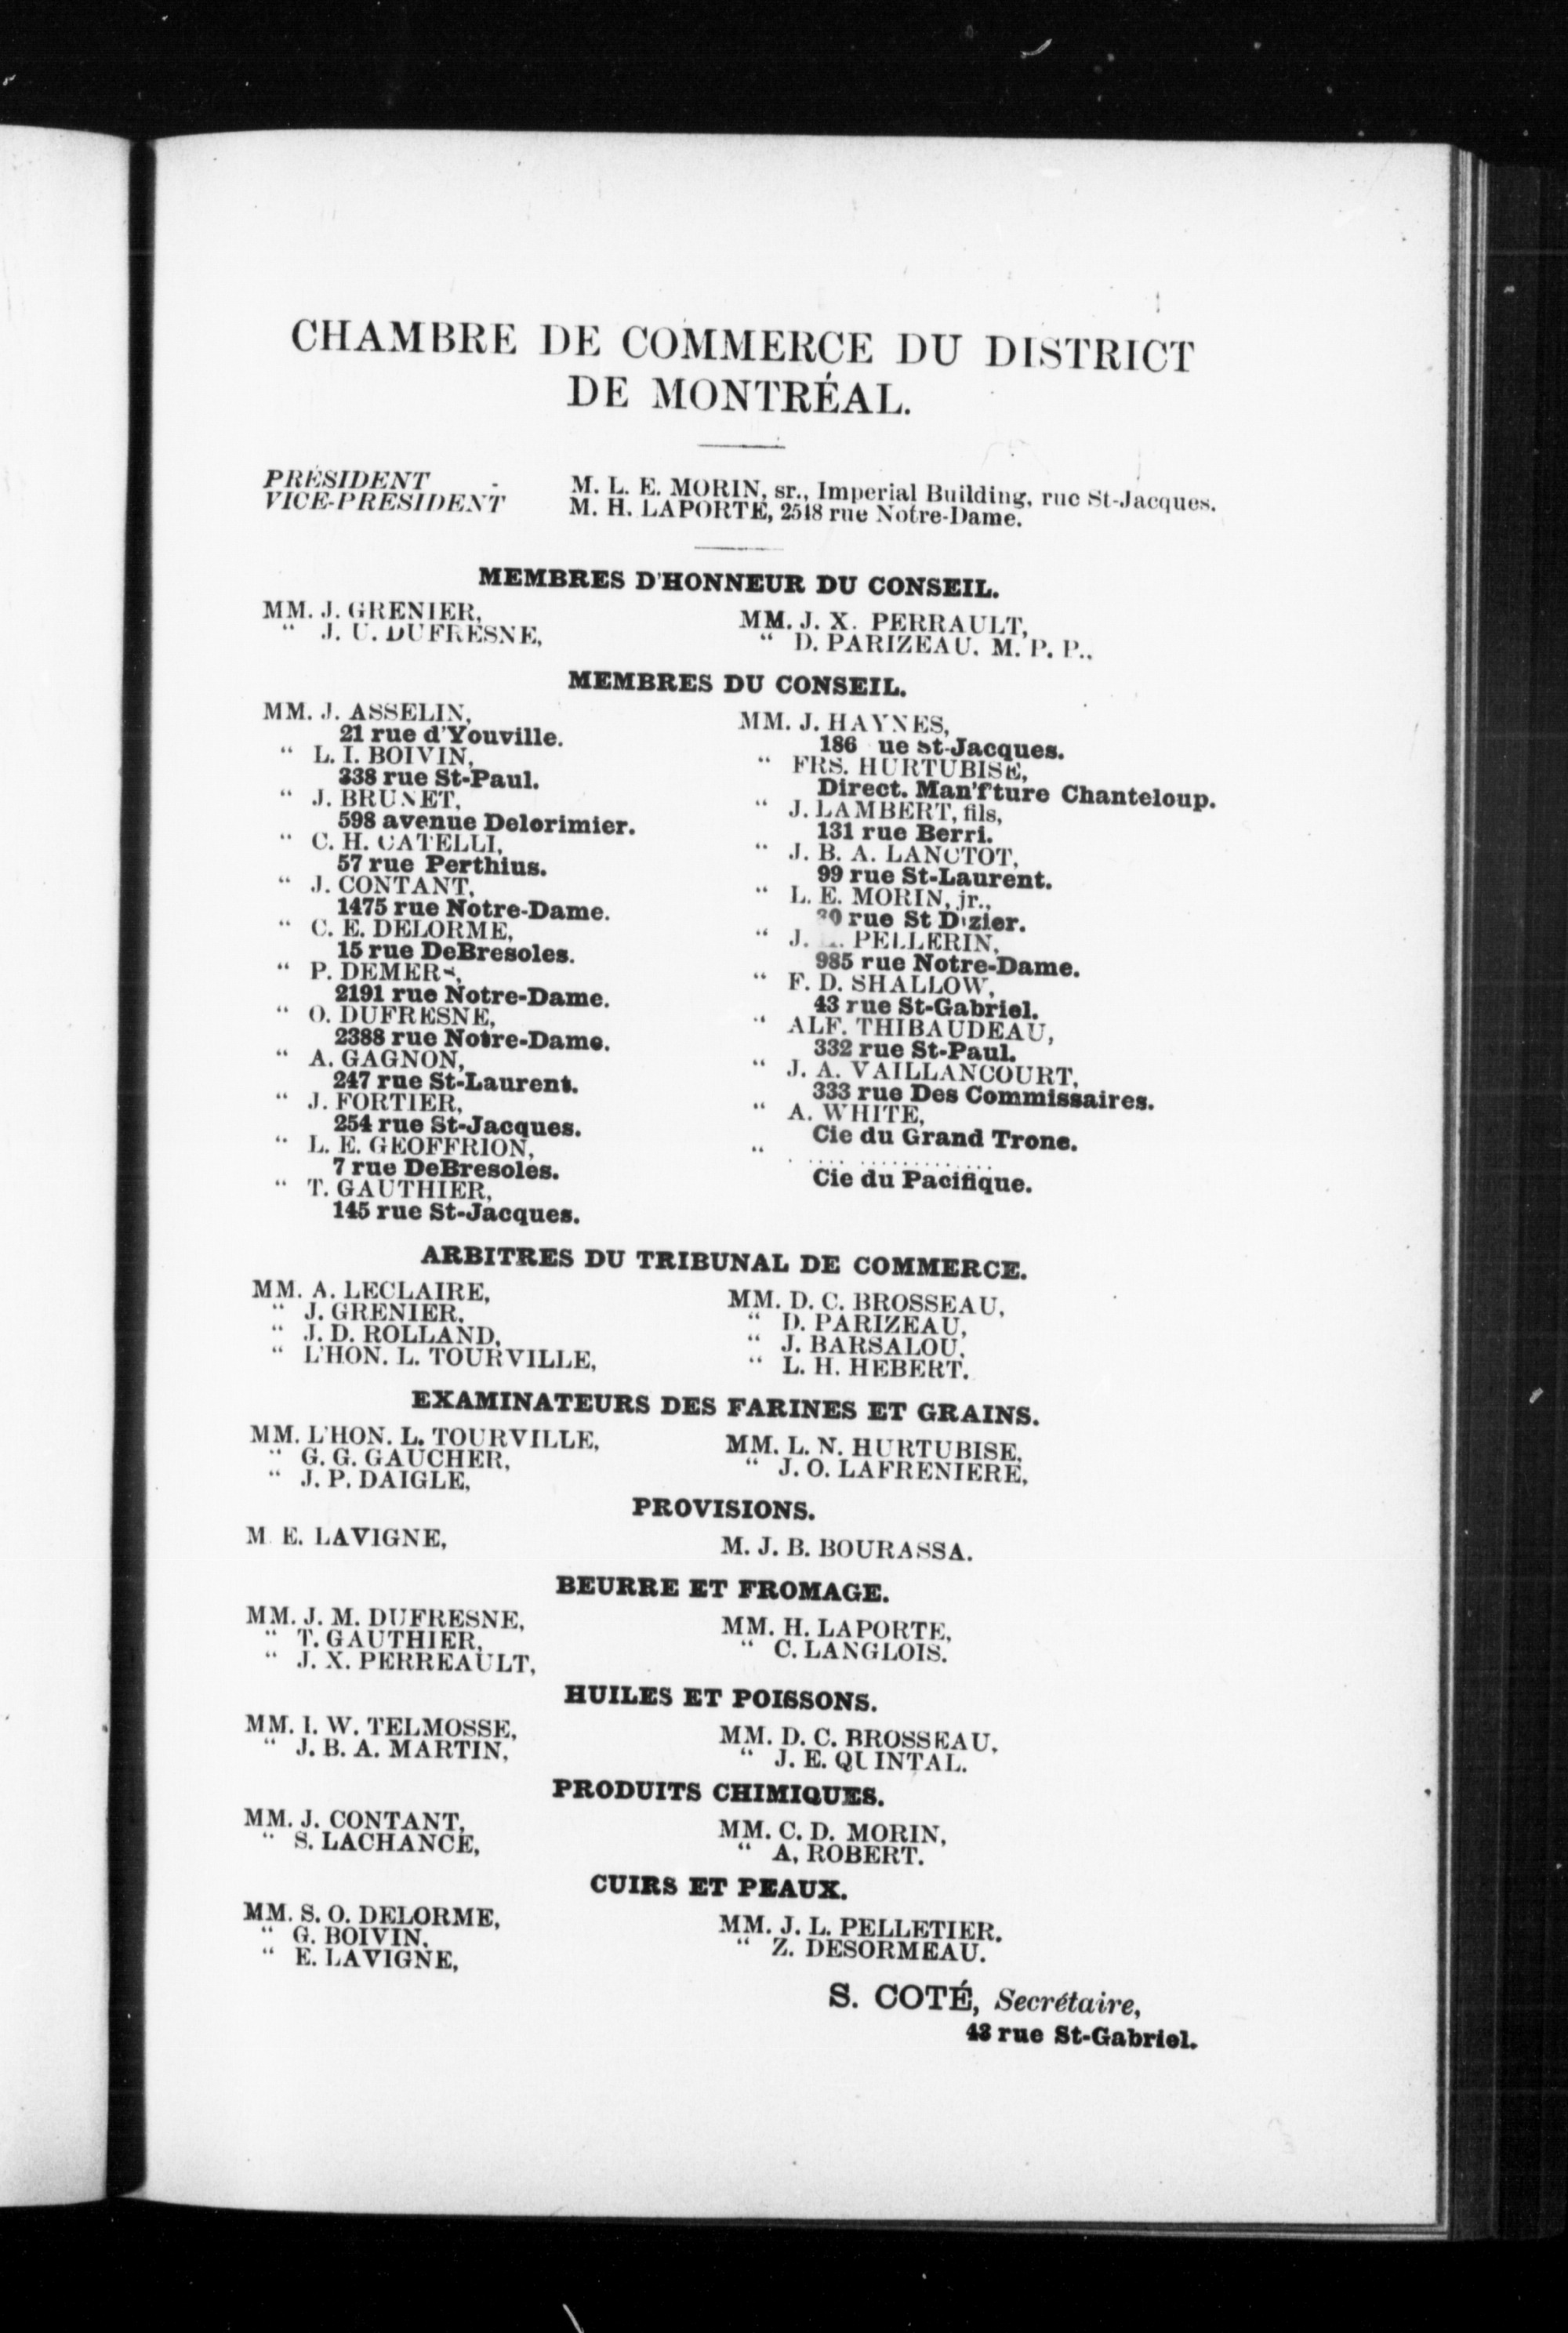 CHAMBRE DE COMMERCE DU DISTRICT
DE MONTRÉAL.
PRÉSIDENT - M. L. E. MORIN, sr., Imperial Building, rue St-Jacques.
VICE-PRESIDENT M. H. LAPORTE, 2518 rue Notre-Dame.
MEMBRES D'HONNEUR DU CONSEIL.
MM. J. GRENIER,
“ J. U. DUFRESNE,
MM. J. X. PERRAULT,
“ D. PARIZEAU, M. P. P.,
MEMBRES DU CONSEIL.
MM. J. ASSELIN,
21 rue d'Youville.
“ L. I. BOIVIN,
338 rue St-Paul.
“ J. BRUNET,
598 avenue Delorimier.
“ C. H. CATELLI,
57 rue Perthius.
“ J. CONTANT,
1475 rue Notre-Dame.
“ C. E. DELORME,
15 rue DeBresoles.
“ P. DEMERS,
2191 rue Notre-Dame.
“ O. DUFRESNE,
2388 rue Notre-Dame.
“ A. GAGNON,
247 rue St-Laurent.
“ J. FORTIER,
254 rue St-Jacques.
“ L. E. GEOFFRION,
7 rue DeBresoles.
“ T. GAUTHIER,
145 rue St-Jacques.
MM. J. HAYNES,
186 ue St-Jacques.
“ FRS. HURTUBISE,
Direct. Man'f'ture Chanteloup.
“ J. LAMBERT, fils,
131 rue Berri.
“ J. B. A. LANCTOT,
99 rue St-Laurent.
“ L. E. MORIN, jr.,
rue St Dizier.
“ J. PELLERIN,
985 rue Notre-Dame.
“ F. D. SHALLOW,
43 rue St-Gabriel.
“ ALF. THIBAUDEAU,
332 rue St-Paul.
“ J. A. VAILLANCOURT,
333 rue Des Commissaires.
“ A. WHITE,
Cie du Grand Tronc.
“ . .... .............
Cie du Pacifique.
ARBITRES DU TRIBUNAL DE COMMERCE.
MM. A. LECLAIRE,
“ J. GRENIER,
“ J. D. ROLLAND,
“ L'HON. L. TOURVILLE,
MM. D. C. BROSSEAU,
“ D. PARIZEAU,
“ J. BARSALOU,
“ L. H. HEBERT.
EXAMINATEURS DES FARINES ET GRAINS.
MM. L'HON. L. TOURVILLE,
“ G. G. GAUCHER,
“ J. P. DAIGLE,
MM. L. N. HURTUBISE,
“ J. O. LAFRENIERE,
PROVISIONS.
M. E. LAVIGNE,
M. J. B. BOURASSA.
BEURRE ET FROMAGE.
MM. J. M. DUFRESNE,
“ T. GAUTHIER,
“ J. X. PERREAULT,
MM. H. LAPORTE,
“ C. LANGLOIS.
HUILES ET POISSONS.
MM. I. W. TELMOSSE,
“ J. B. A. MARTIN,
MM. D. C. BROSSEAU,
“ J. E. QUINTAL.
PRODUITS CHIMIQUES.
MM. J. CONTANT,
“ S. LACHANCE,
MM. C. D. MORIN,
“ A, ROBERT.
CUIRS ET PEAUX.
MM. S. O. DELORME,
“ G. BOIVIN,
“ E. LAVIGNE,
MM. J. L. PELLETIER.
“ Z. DESORMEAU.
S. COTÉ, Secrétaire,
43 rue St-Gabriel.